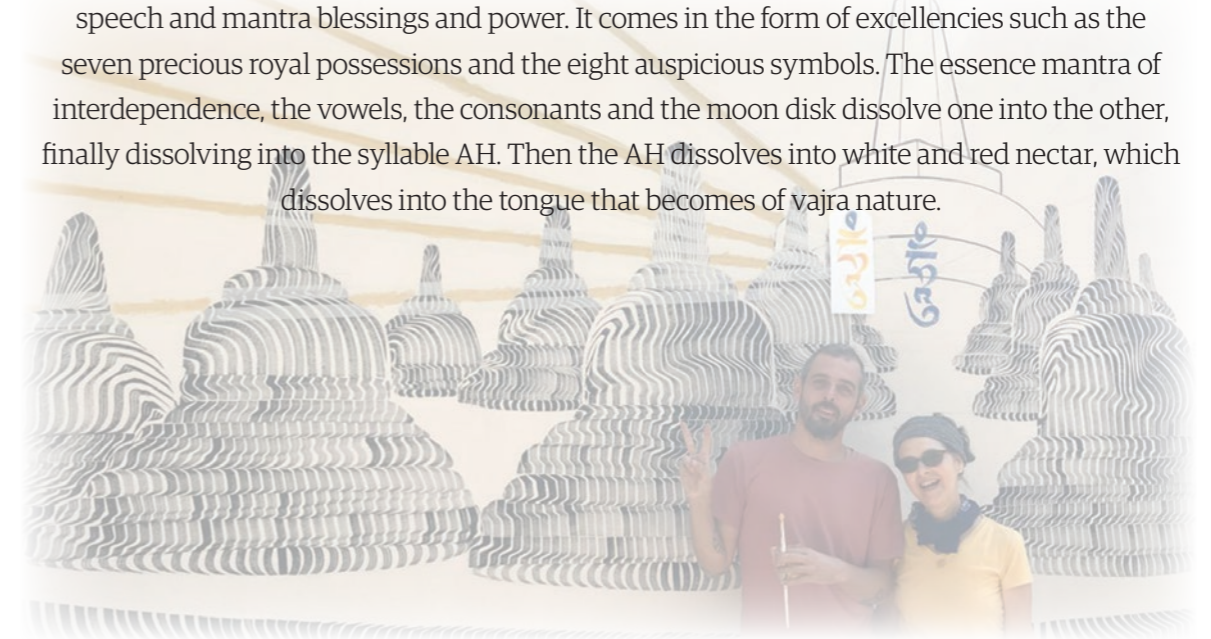 speech and mantra blessings and power. It comes in the form of excellencies such as the
seven precious royal possessions and the eight auspicious symbols. The essence mantra of
interdependence, the vowels, the consonants and the moon disk dissolve one into the other,
finally dissolving into the syllable AH. Then the AH dissolves into white and red nectar, which
dissolves into the tongue that becomes of vajra nature.